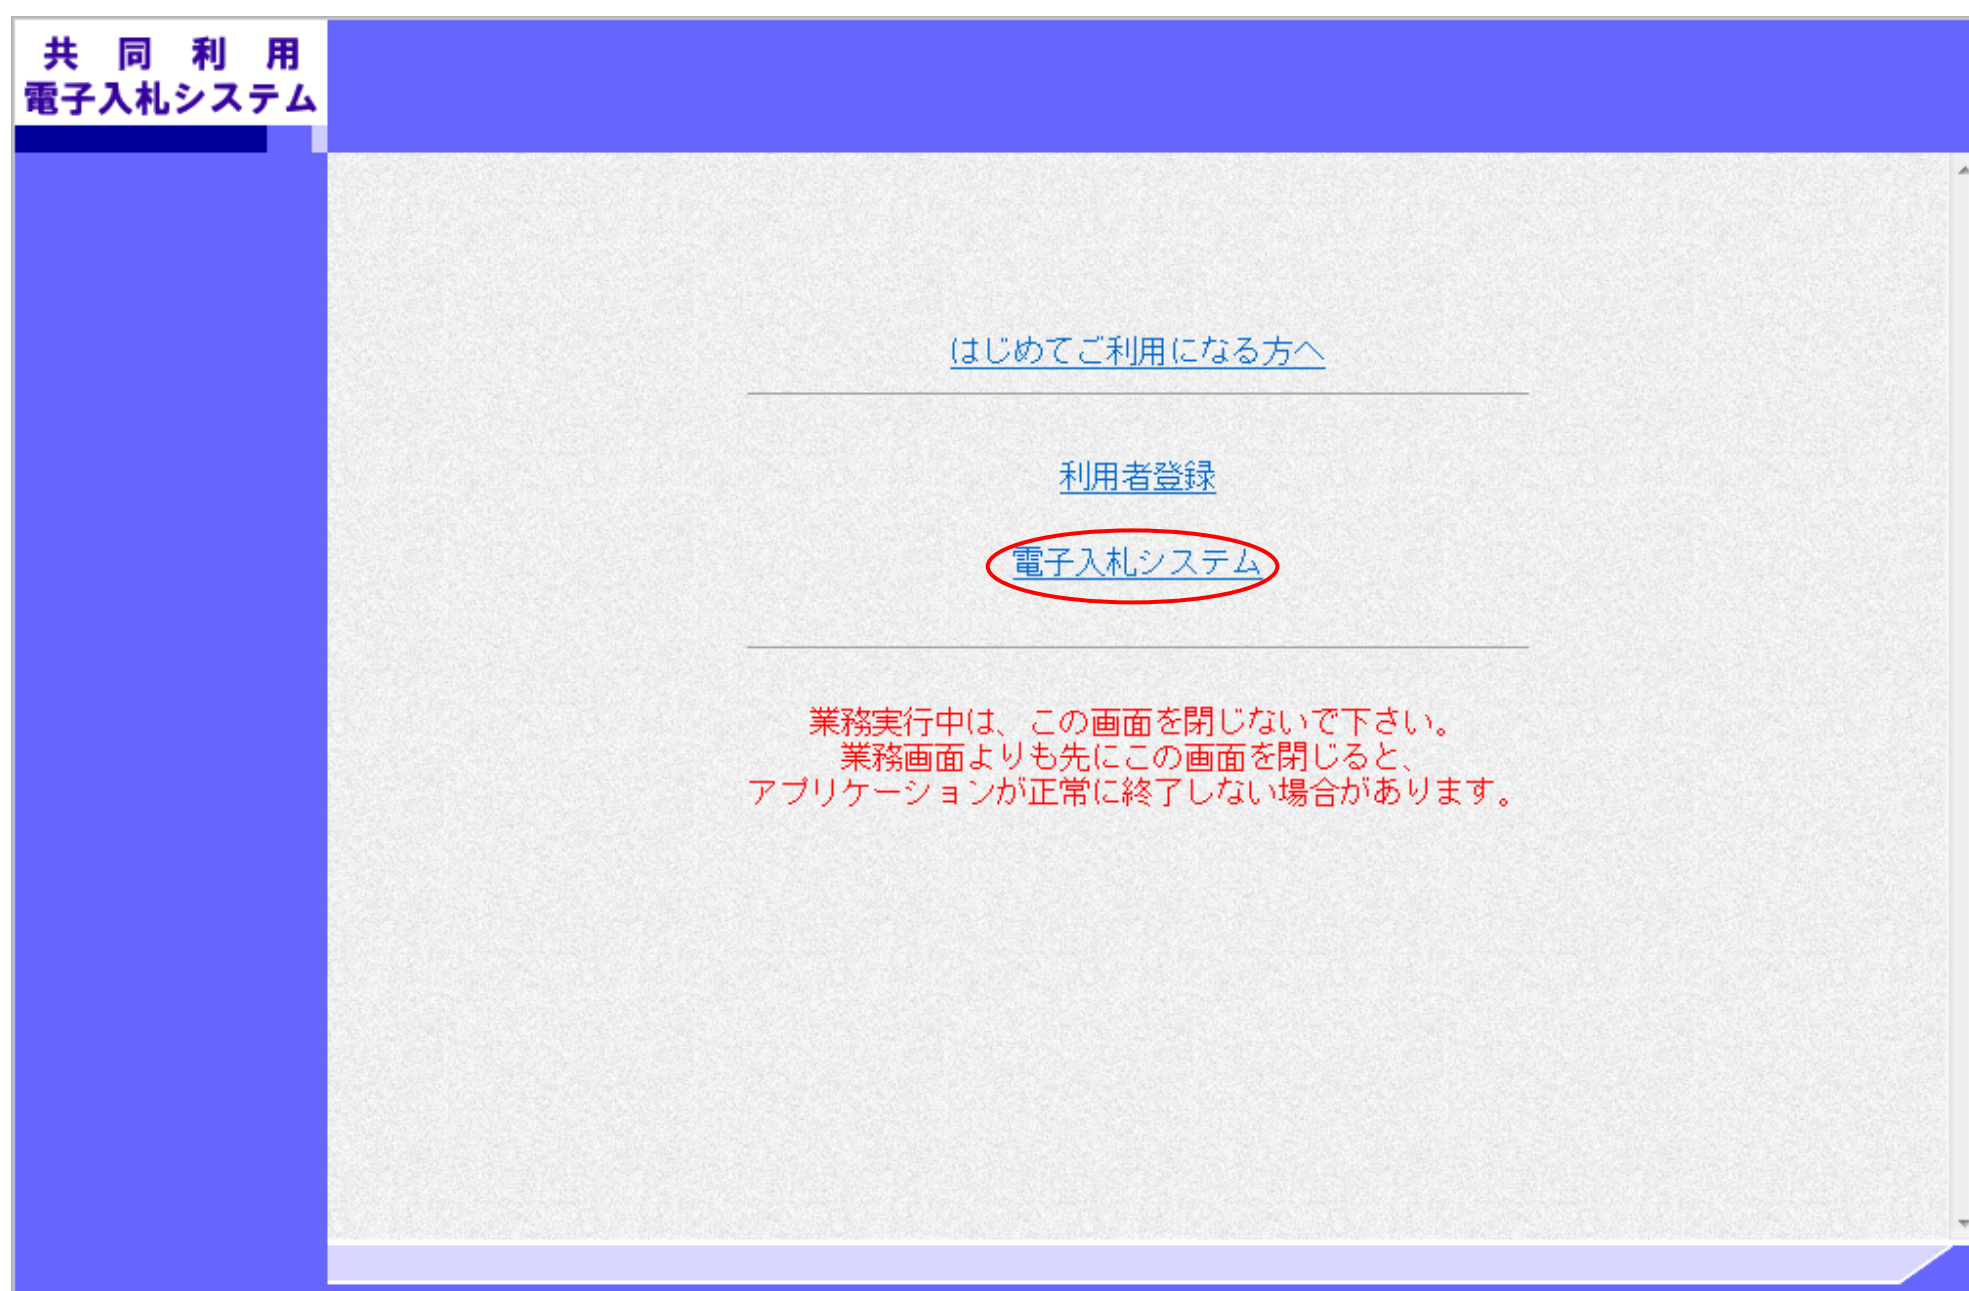 共同利用
電子入札システム
はじめてご利用になる方へ
利用者登録
電子入札システム
業務実行中は、この画面を閉じないで下さい。
業務画面よりも先にこの画面を閉じると、
アプリケーションが正常に終了しない場合があります。